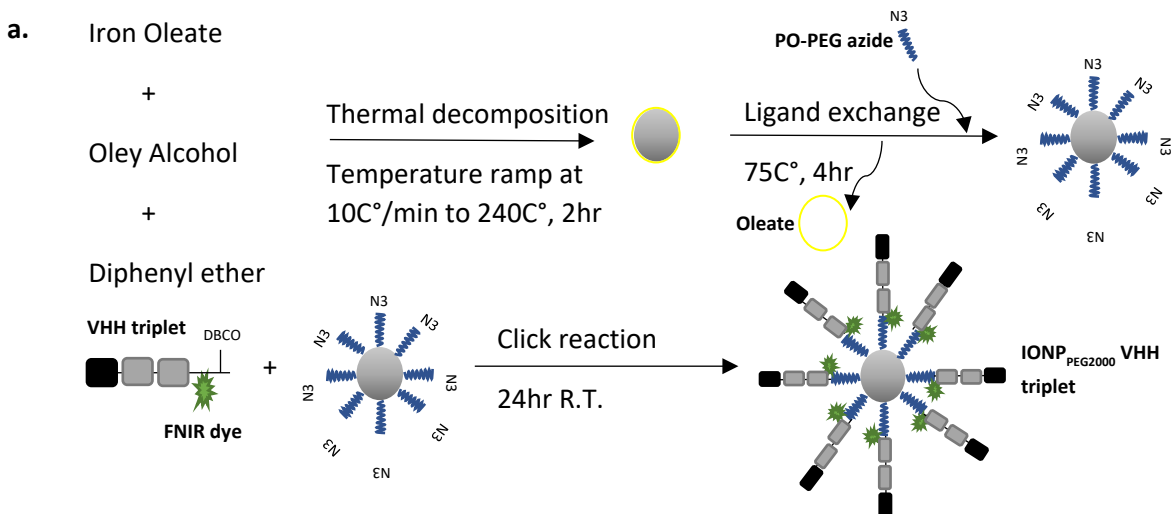 a.
Iron Oleate
+
Oley Alcohol
+
Diphenyl ether
Thermal decomposition
Temperature ramp at
10C°/min to 240C°, 2hr
N3
PO-PEG azide
Ligand exchange
75C°, 4hr
Oleate
N3
N3
N3
N3
N3
N3
N3
N3
VHH triplet
DBCO
FNIR dye
+
N3
N3
N3
N3
N3
N3
N3
N3
Click reaction
24hr R.T.
IONPPEG2000 VHH
triplet